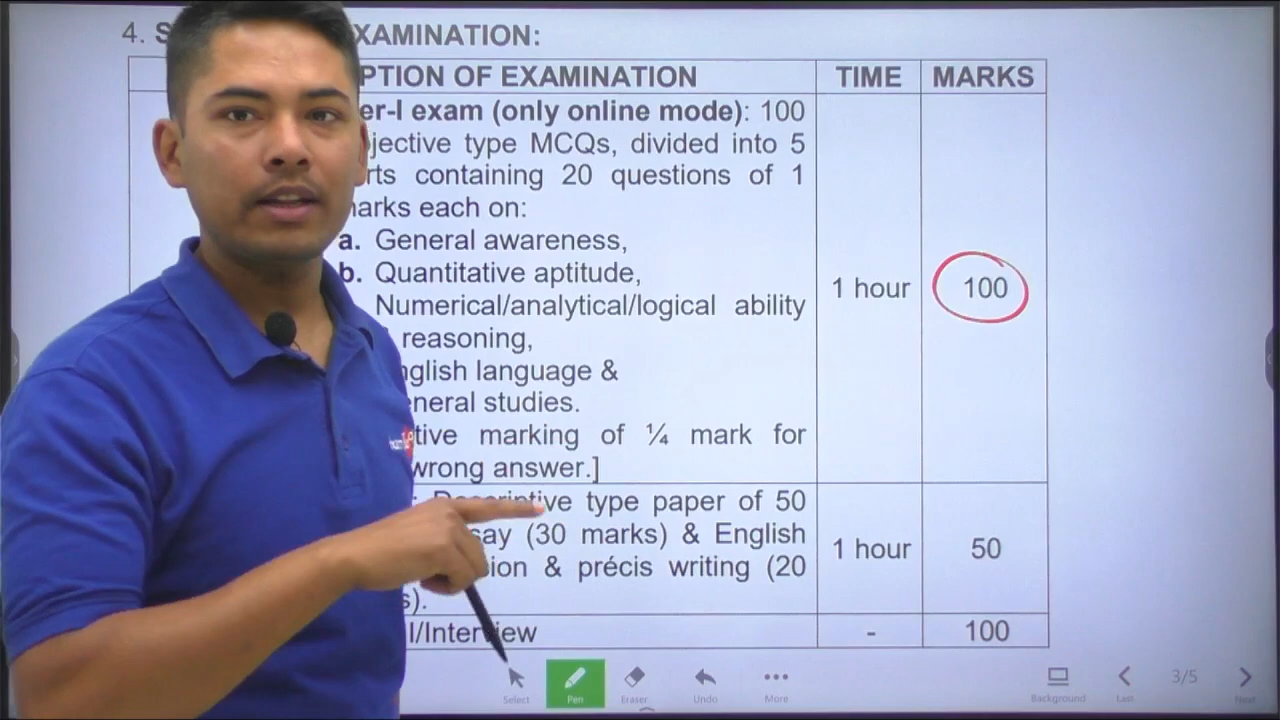 4. S XAMINATION:
PTION OF EXAMINATION TIME MARKS
er-I exam (only online mode): 100
jective type MCQs, divided into 5
rts containing 20 questions of 1
arks each on:
a. General awareness,
b. Quantitative aptitude,
Numerical/analytical/logical ability
reasoning,
1 hour 100
nglish language &
eneral studies.
tive marking of ¼ mark for
wrong answer.]
Descriptive type paper of 50
say (30 marks) & English
sion & précis writing (20
s).
1 hour 50
l/Interview - 100
Select Pen Eraser Undo More Background Last 3/5 Next